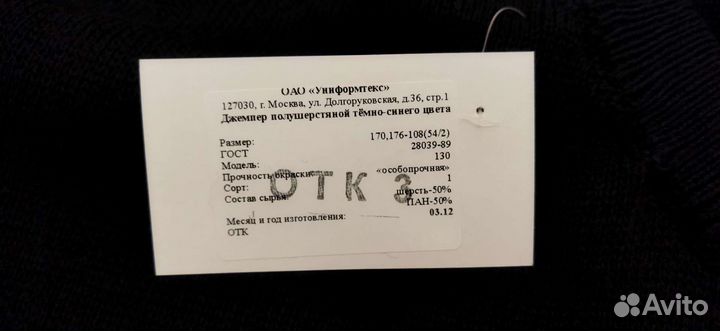 ОАО «Униформтекс»
127030, г. Москва, ул. Долгоруковская, д.36, стр.1
Джемпер полушерстяной тёмно-синего цвета
Размер: 170,176-108(54/2)
ГОСТ 28039-89
Модель: 130
Прочность окраски: «особопрочная»
Сорт: 1
Состав сырья: шерсть-50%
ПАН-50%
Месяц и год изготовления: 03.12
ОТК
ОТК 3
Avito